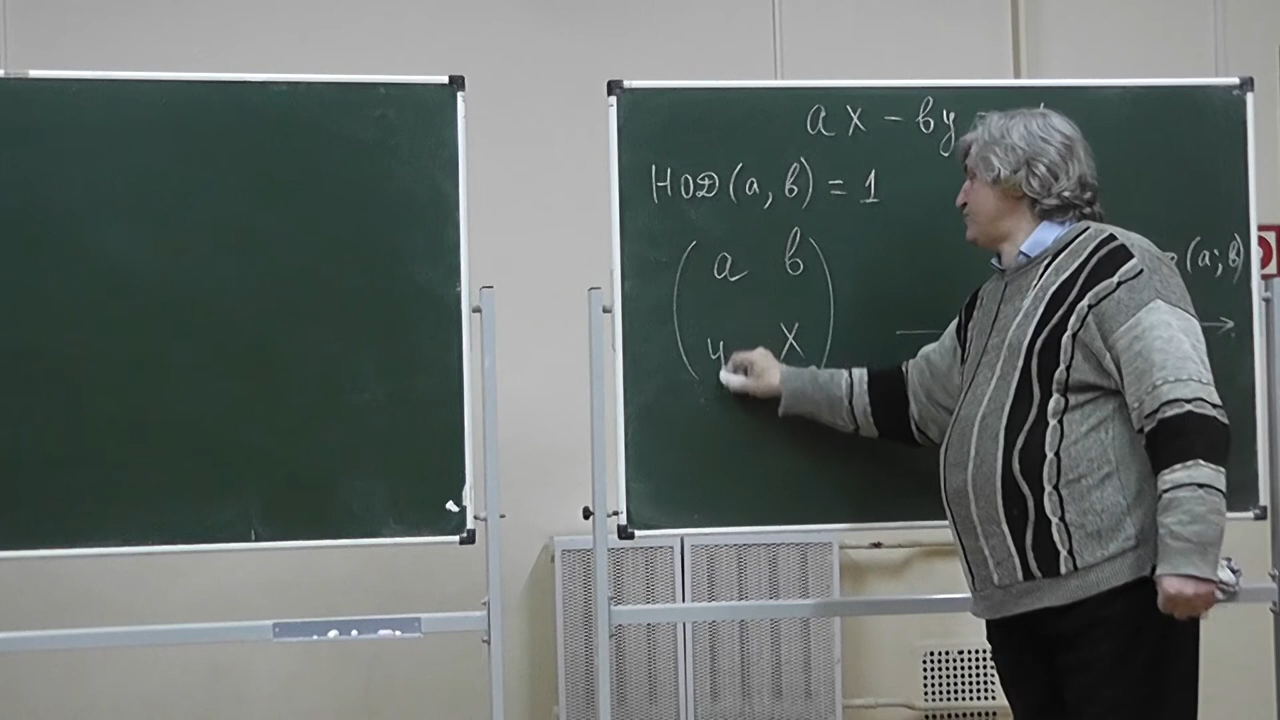 ax - by
НОД(a, b) = 1
( a b )
(a; b)
( y x )